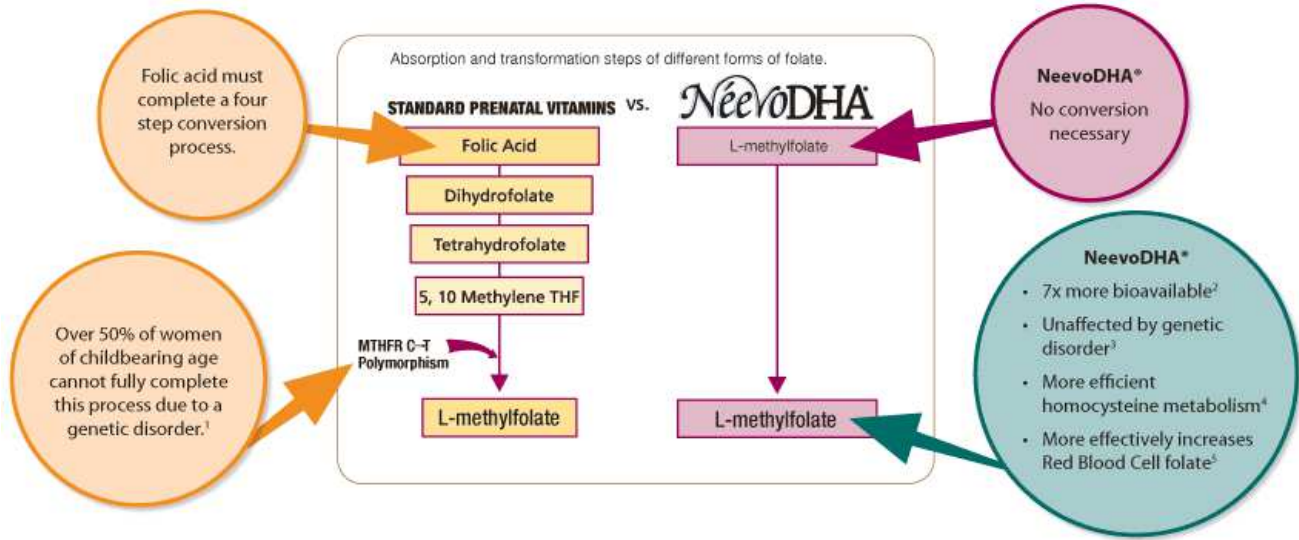 Folic acid must
complete a four
step conversion
process.
Absorption and transformation steps of different forms of folate.
STANDARD PRENATAL VITAMINS VS. NéevoDHA®
Folic Acid
Dihydrofolate
Tetrahydrofolate
5, 10 Methylene THF
MTHFR C→T
Polymorphism
L-methylfolate
L-methylfolate
L-methylfolate
NeevoDHA®
No conversion
necessary
Over 50% of women
of childbearing age
cannot fully complete
this process due to a
genetic disorder.¹
NeevoDHA®
• 7x more bioavailable²
• Unaffected by genetic
disorder³
• More efficient
homocysteine metabolism⁴
• More effectively increases
Red Blood Cell folate⁵